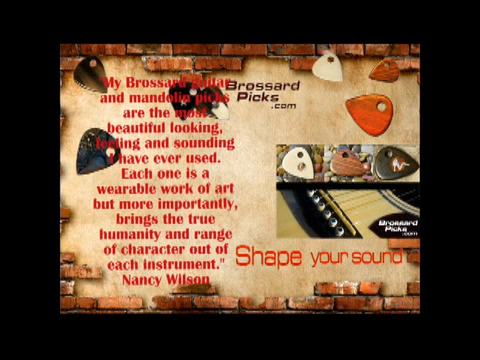 "My Brossard guitar
and mandolin picks
are the most
beautiful looking,
feeling and sounding
I have ever used.
Each one is a
wearable work of art
but more importantly,
brings the true
humanity and range
of character out of
each instrument."
Nancy Wilson
Brossard
Picks
.com
Brossard
Picks
.com
Shape your sound